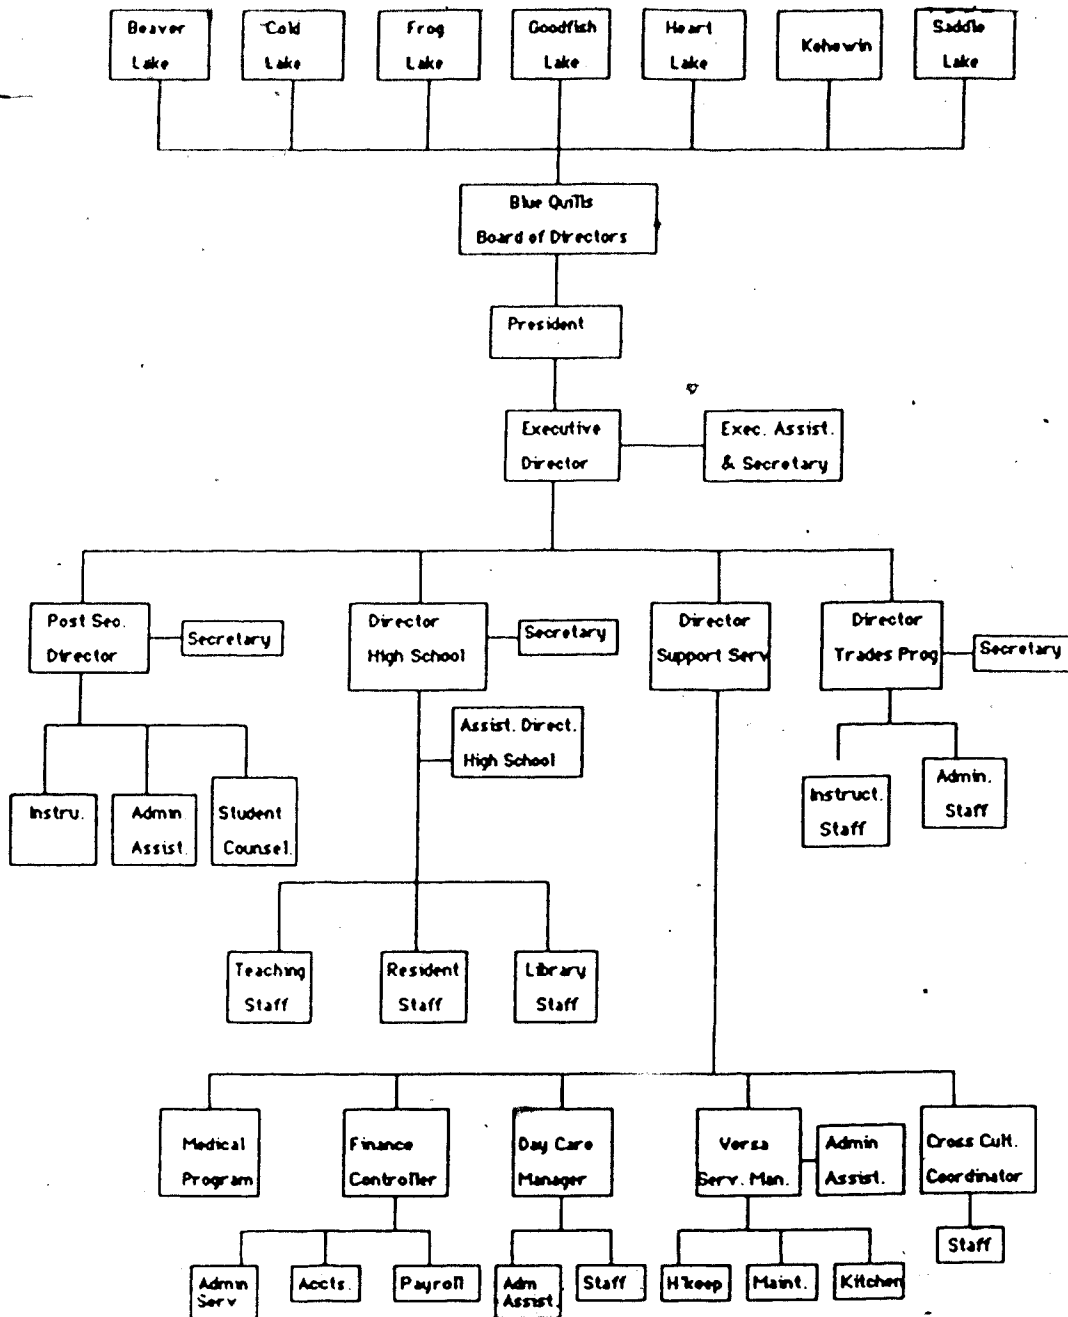 Beaver
Lake
Cold
Lake
Frog
Lake
Goodfish
Lake
Heart
Lake
Kehewin
Saddle
Lake
Blue Quills
Board of Directors
President
Executive
Director
Exec. Assist.
& Secretary
Post Sec.
Director
Secretary
Director
High School
Secretary
Director
Support Serv
Director
Trades Prog
Secretary
Assist. Direct.
High School
Instru.
Admin
Assist.
Student
Counsel.
Instruct.
Staff
Admin.
Staff
Teaching
Staff
Resident
Staff
Library
Staff
Medical
Program
Finance
Controller
Day Care
Manager
Versa
Serv. Man.
Admin
Assist.
Cross Cult.
Coordinator
Admin
Serv
Accts.
Payroll
Adm
Assist.
Staff
H'keep
Maint.
Kitchen
Staff